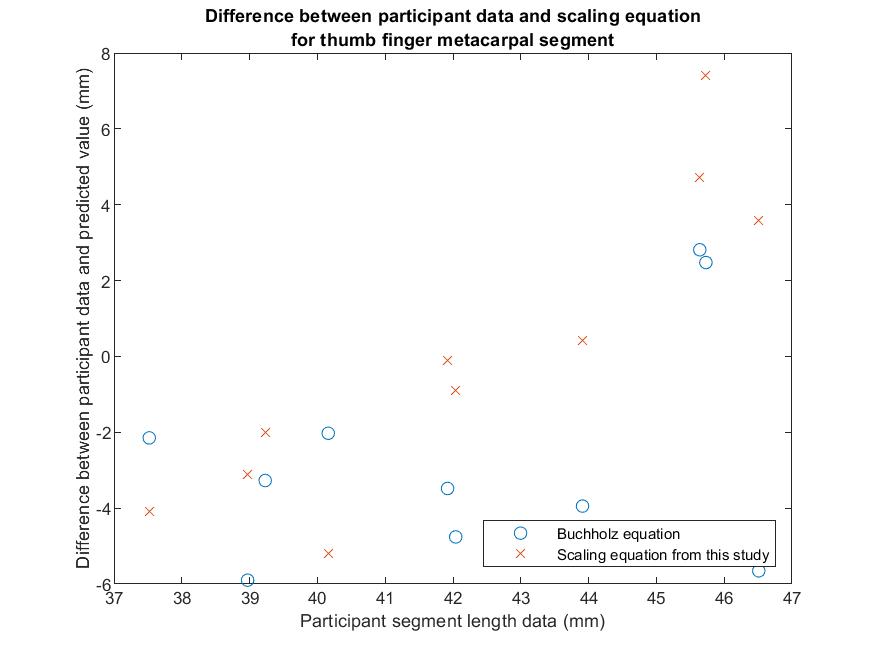 Difference between participant data and scaling equation
for thumb finger metacarpal segment
Difference between participant data and predicted value (mm)
8
6
4
2
0
-2
-4
-6
37 38 39 40 41 42 43 44 45 46 47
Participant segment length data (mm)
Buchholz equation
Scaling equation from this study